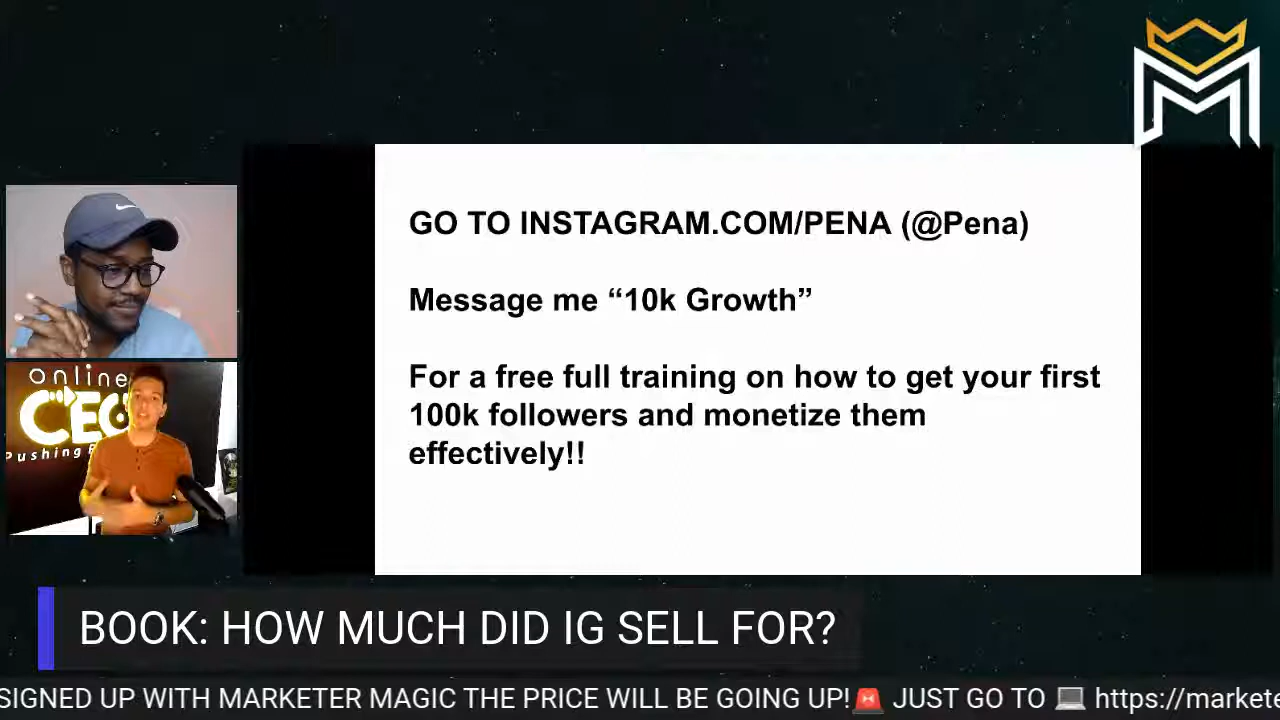 GO TO INSTAGRAM.COM/PENA (@Pena)
Message me “10k Growth”
For a free full training on how to get your first
100k followers and monetize them
effectively!!
online
CEO
Pushing
BOOK: HOW MUCH DID IG SELL FOR?
SIGNED UP WITH MARKETER MAGIC THE PRICE WILL BE GOING UP!🚨 JUST GO TO 💻 https://markete